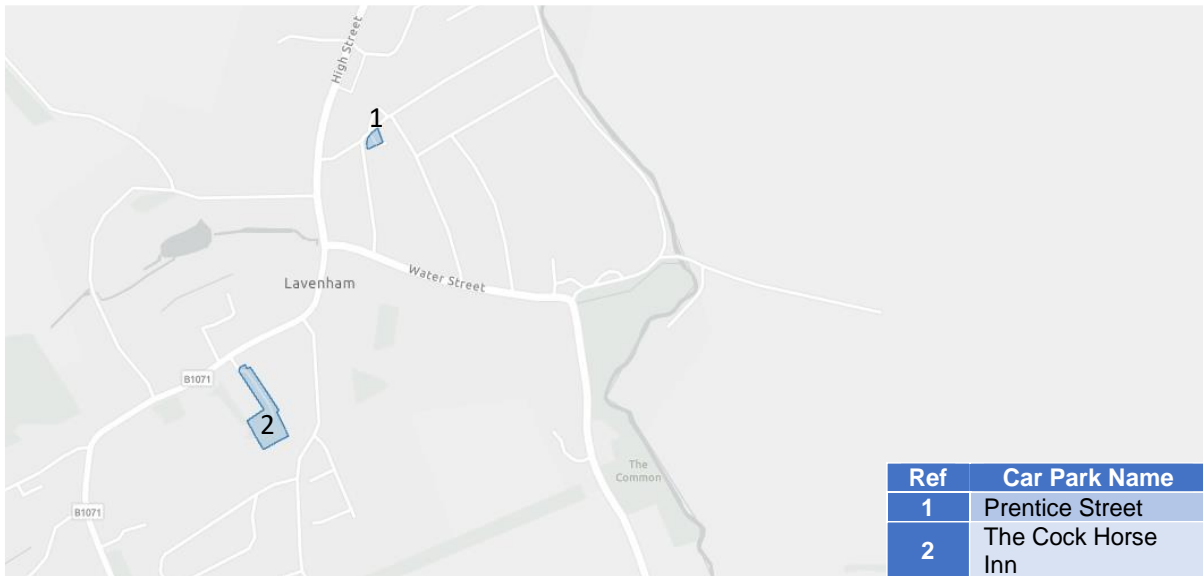 High Street
1
Lavenham
Water Street
B1071
2
B1071
The
Common
Ref Car Park Name
1 Prentice Street
2 The Cock Horse
Inn